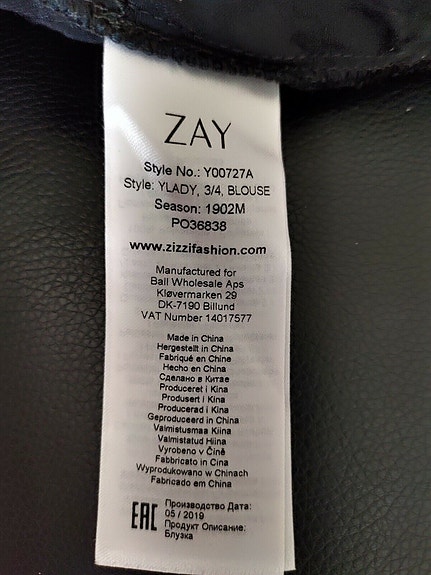 ZAY
Style No.: Y00727A
Style: YLADY, 3/4, BLOUSE
Season: 1902M
PO36838
www.zizzifashion.com
Manufactured for
Ball Wholesale Aps
Kløvermarken 29
DK-7190 Billund
VAT Number 14017577
Made in China
Hergestellt in China
Fabriqué en Chine
Hecho en China
Сделано в Китае
Produceret i Kina
Produsert i Kina
Producerad i Kina
Geproduceerd in China
Valmistusmaa Kiina
Valmistatud Hiina
Vyrobeno v Číně
Fabbricato in Cina
Wyprodukowano w Chinach
Fabricado em China
EAC
Производство Дата:
05 / 2019
Продукт Описание:
Блузка